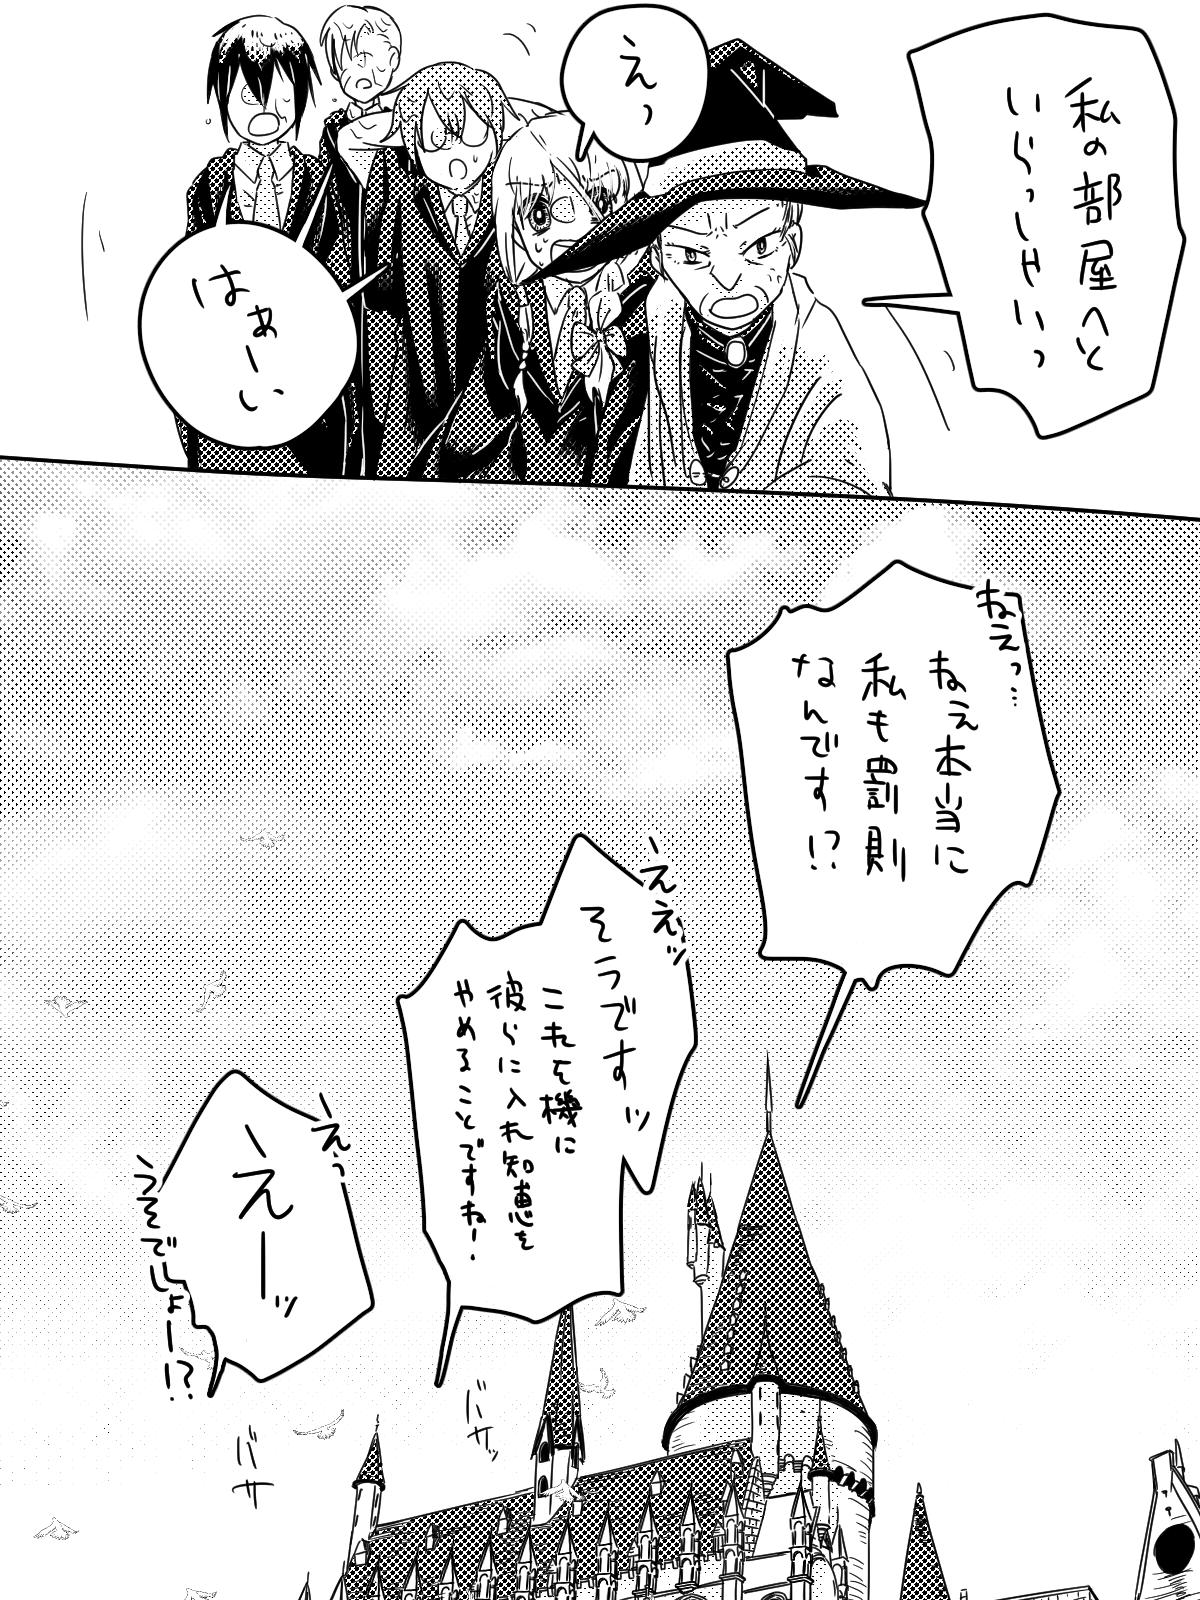 私の部屋へと
いらっしゃいっ
えっ
はぁーい
ねえっ…
ねえ本当に
私も罰則
なんです!?
ええッ
そうですッ
これを機に
彼らに入れ知恵を
やめることですね!
えっ
えーッ
うそでしょー!?
バサッ
バサ